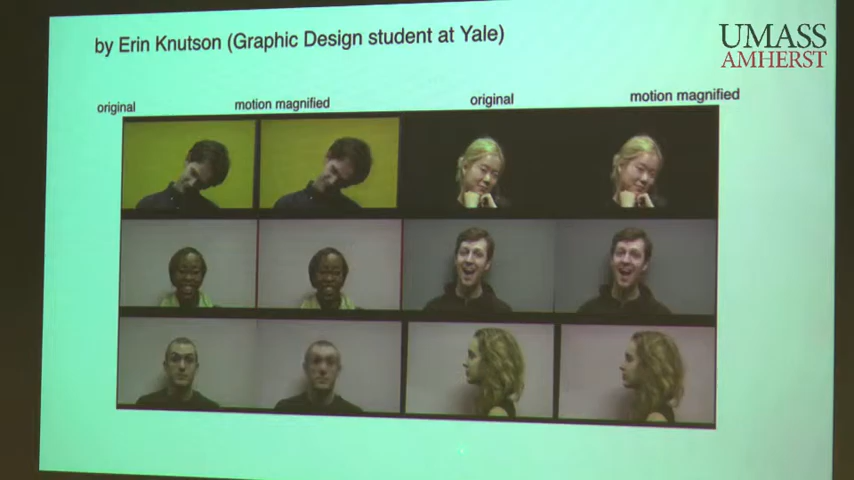 by Erin Knutson (Graphic Design student at Yale)
UMASS
AMHERST
original
motion magnified
original
motion magnified